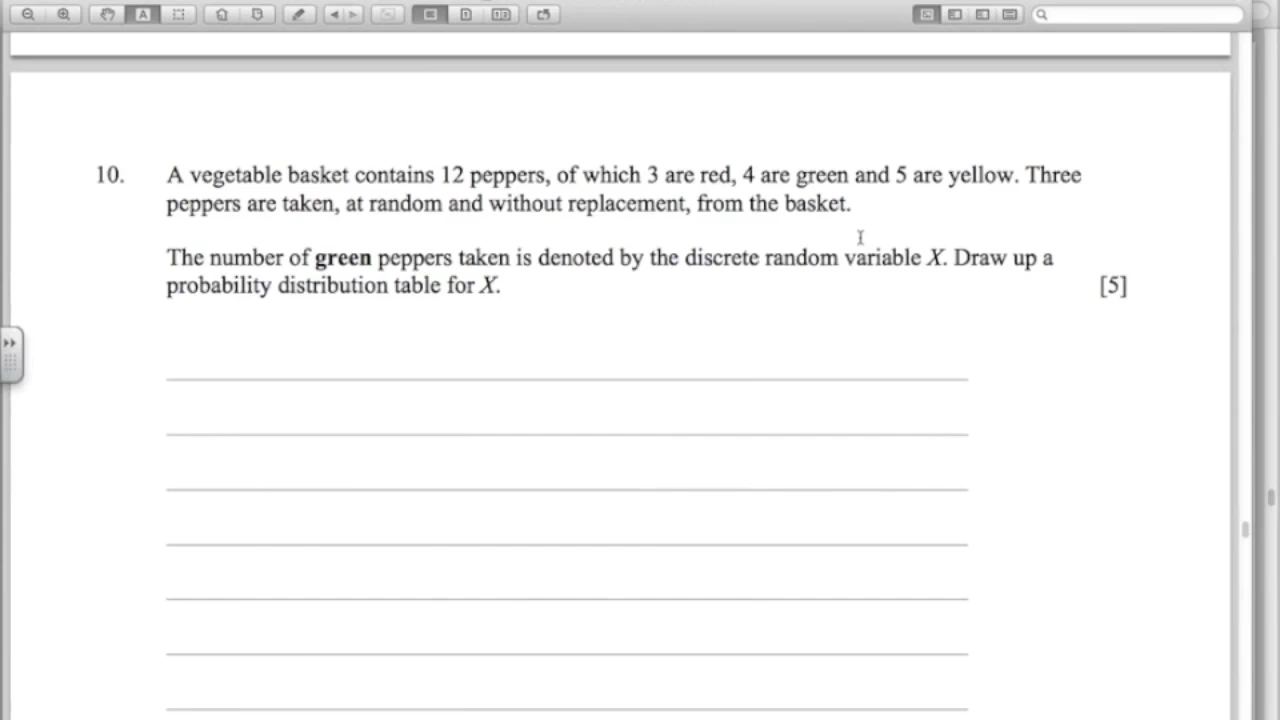 10. A vegetable basket contains 12 peppers, of which 3 are red, 4 are green and 5 are yellow. Three
peppers are taken, at random and without replacement, from the basket.
The number of green peppers taken is denoted by the discrete random variable X. Draw up a
probability distribution table for X. [5]